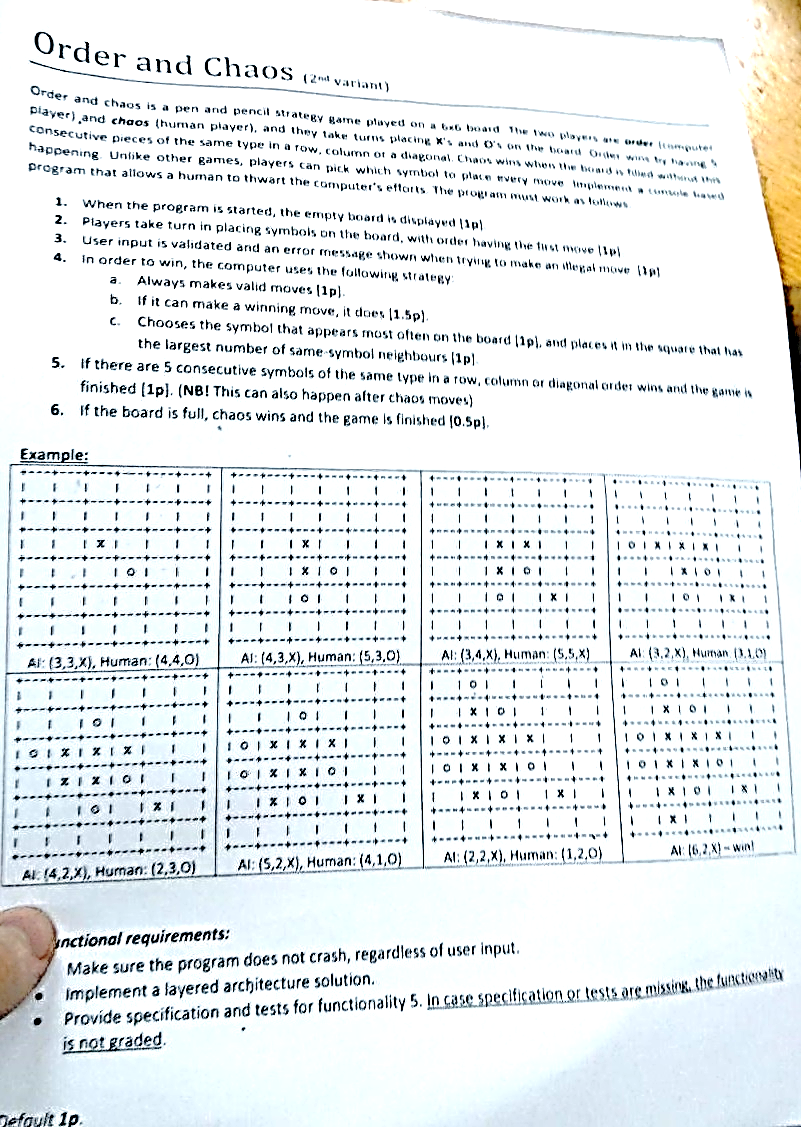 Order and Chaos (2nd variant)
Order and chaos is a pen and pencil strategy game played on a 6x6 board. The two players are order (computer
player) and chaos (human player), and they take turns placing X's and O's on the board. Order wins by having 5
consecutive pieces of the same type in a row, column or a diagonal. Chaos wins when the board is filled without this
happening. Unlike other games, players can pick which symbol to place every move. Implement a console based
program that allows a human to thwart the computer's efforts. The program must work as follows
1. When the program is started, the empty board is displayed [1p]
2. Players take turn in placing symbols on the board, with order having the first move [1p]
3. User input is validated and an error message shown when trying to make an illegal move [1p]
4. In order to win, the computer uses the following strategy:
a. Always makes valid moves [1p].
b. If it can make a winning move, it does [1.5p].
c. Chooses the symbol that appears most often on the board [1p], and places it in the square that has
the largest number of same-symbol neighbours [1p]
5. If there are 5 consecutive symbols of the same type in a row, column or diagonal order wins and the game is
finished [1p]. (NB! This can also happen after chaos moves)
6. If the board is full, chaos wins and the game is finished [0.5p].
Example:
X
O
AI: (3,3,X), Human: (4,4,O)
X
X O
O
AI: (4,3,X), Human: (5,3,O)
X X
X O
O X
AI: (3,4,X), Human: (5,5,X)
O X X X
X O
O X
AI: (3,2,X), Human: (3,1,O)
O
O X X X
X X O
O X
AI: (4,2,X), Human: (2,3,O)
O
O X X X
O X X O
X O X
AI: (5,2,X), Human: (4,1,O)
O
X O
O X X X
O X X O
X O X
AI: (2,2,X), Human: (1,2,O)
O
X O
O X X X
O X X O
X O X
X
AI: (6,2,X) – win!
unctional requirements:
Make sure the program does not crash, regardless of user input.
• Implement a layered architecture solution.
• Provide specification and tests for functionality 5. In case specification or tests are missing, the functionality
is not graded.
Default 1p.